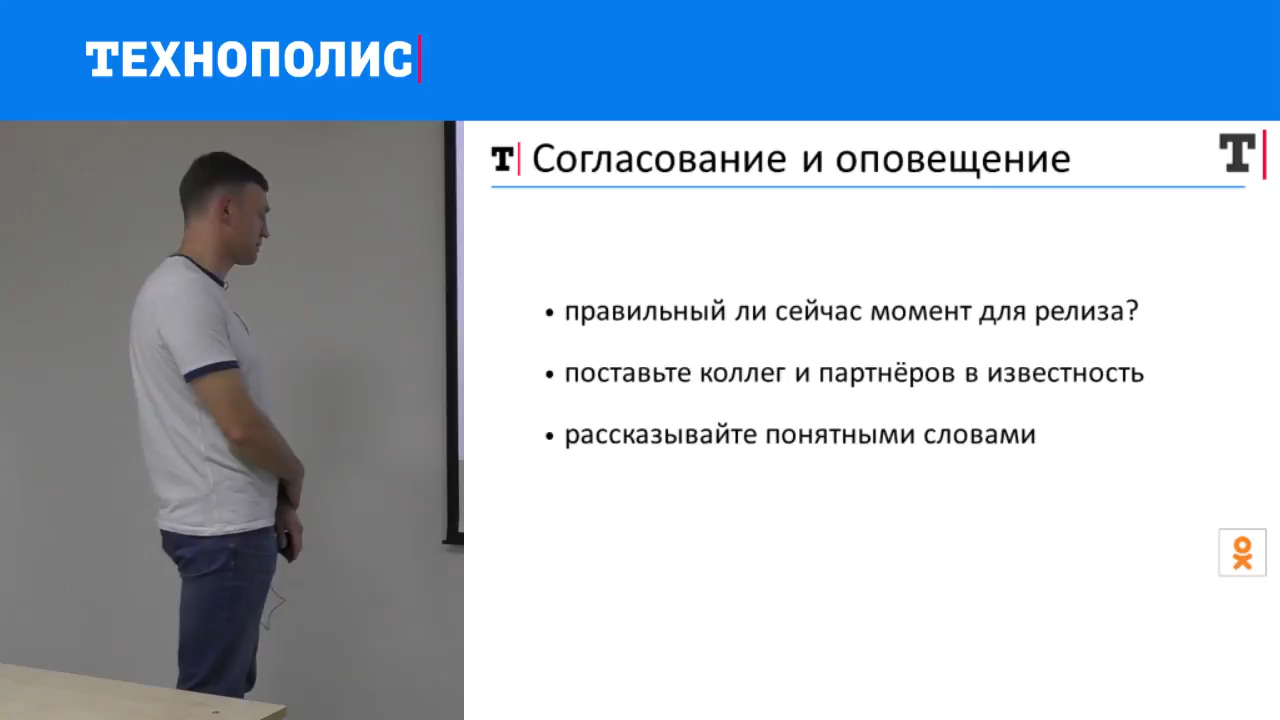 ТЕХНОПОЛИС
Т Согласование и оповещение
Т
• правильный ли сейчас момент для релиза?
• поставьте коллег и партнёров в известность
• рассказывайте понятными словами